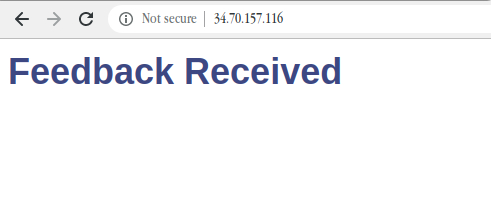 Not secure | 34.70.157.116
Feedback Received